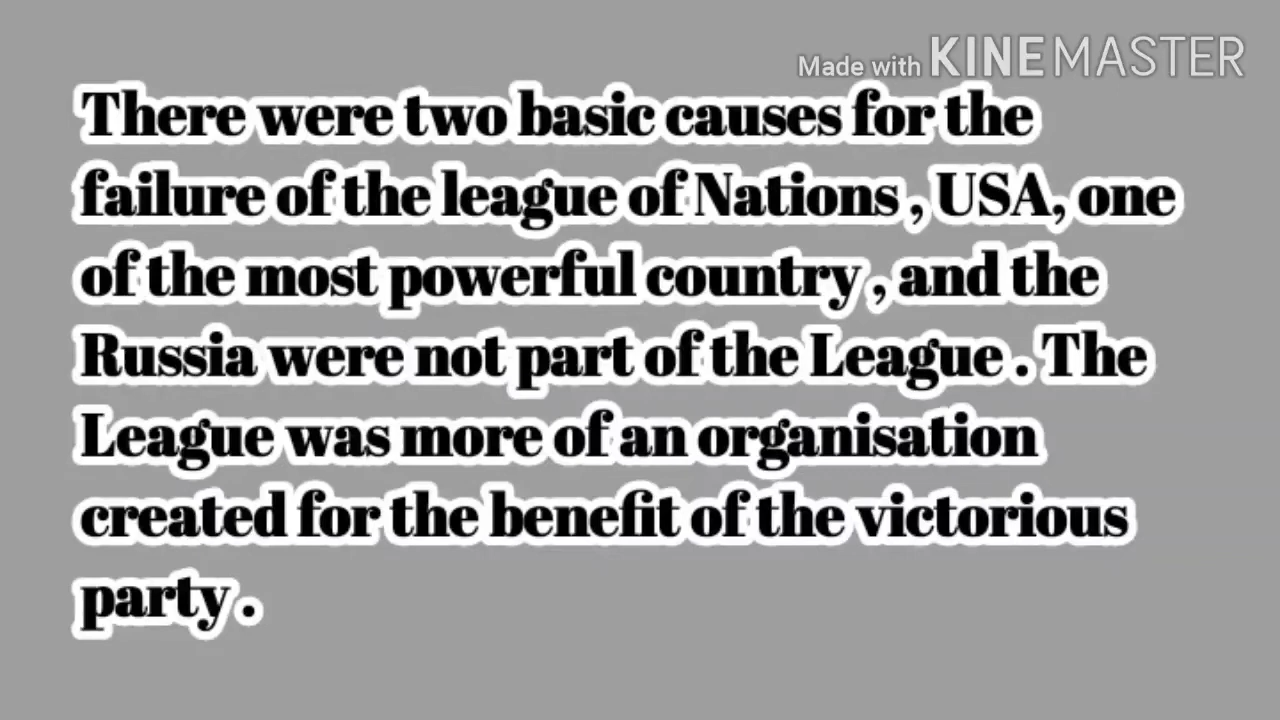 Made with KINEMASTER
There were two basic causes for the
failure of the league of Nations , USA, one
of the most powerful country , and the
Russia were not part of the League . The
League was more of an organisation
created for the benefit of the victorious
party .